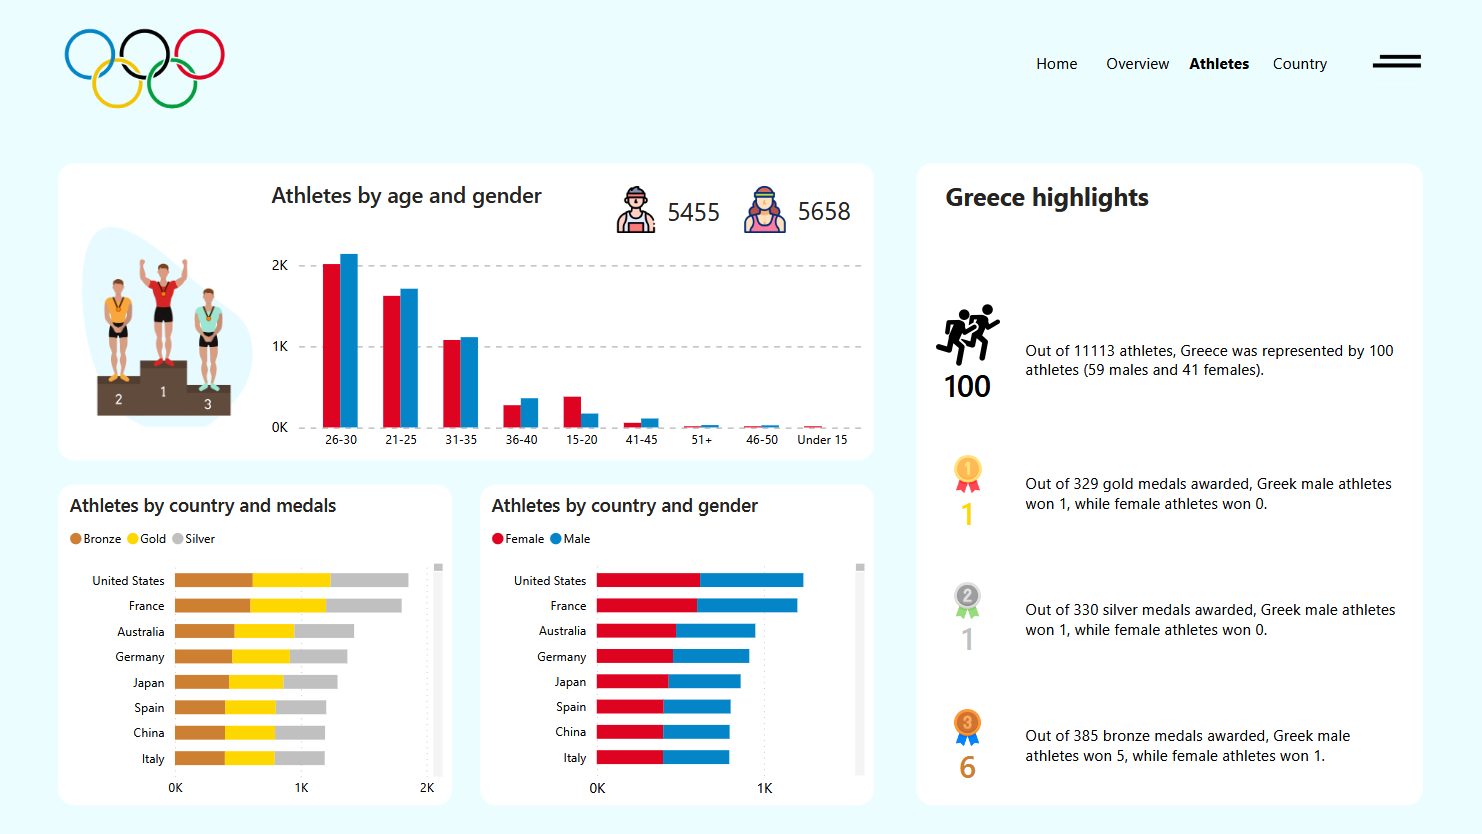 Home Overview Athletes Country
Athletes by age and gender
5455
5658
2K
1K
0K
26-30 21-25 31-35 36-40 15-20 41-45 51+ 46-50 Under 15
2 1 3
Athletes by country and medals
Bronze Gold Silver
United States
France
Australia
Germany
Japan
Spain
China
Italy
0K 1K 2K
Athletes by country and gender
Female Male
United States
France
Australia
Germany
Japan
Spain
China
Italy
0K 1K
Greece highlights
100
Out of 11113 athletes, Greece was represented by 100
athletes (59 males and 41 females).
1
1
Out of 329 gold medals awarded, Greek male athletes
won 1, while female athletes won 0.
2
1
Out of 330 silver medals awarded, Greek male athletes
won 1, while female athletes won 0.
3
6
Out of 385 bronze medals awarded, Greek male
athletes won 5, while female athletes won 1.